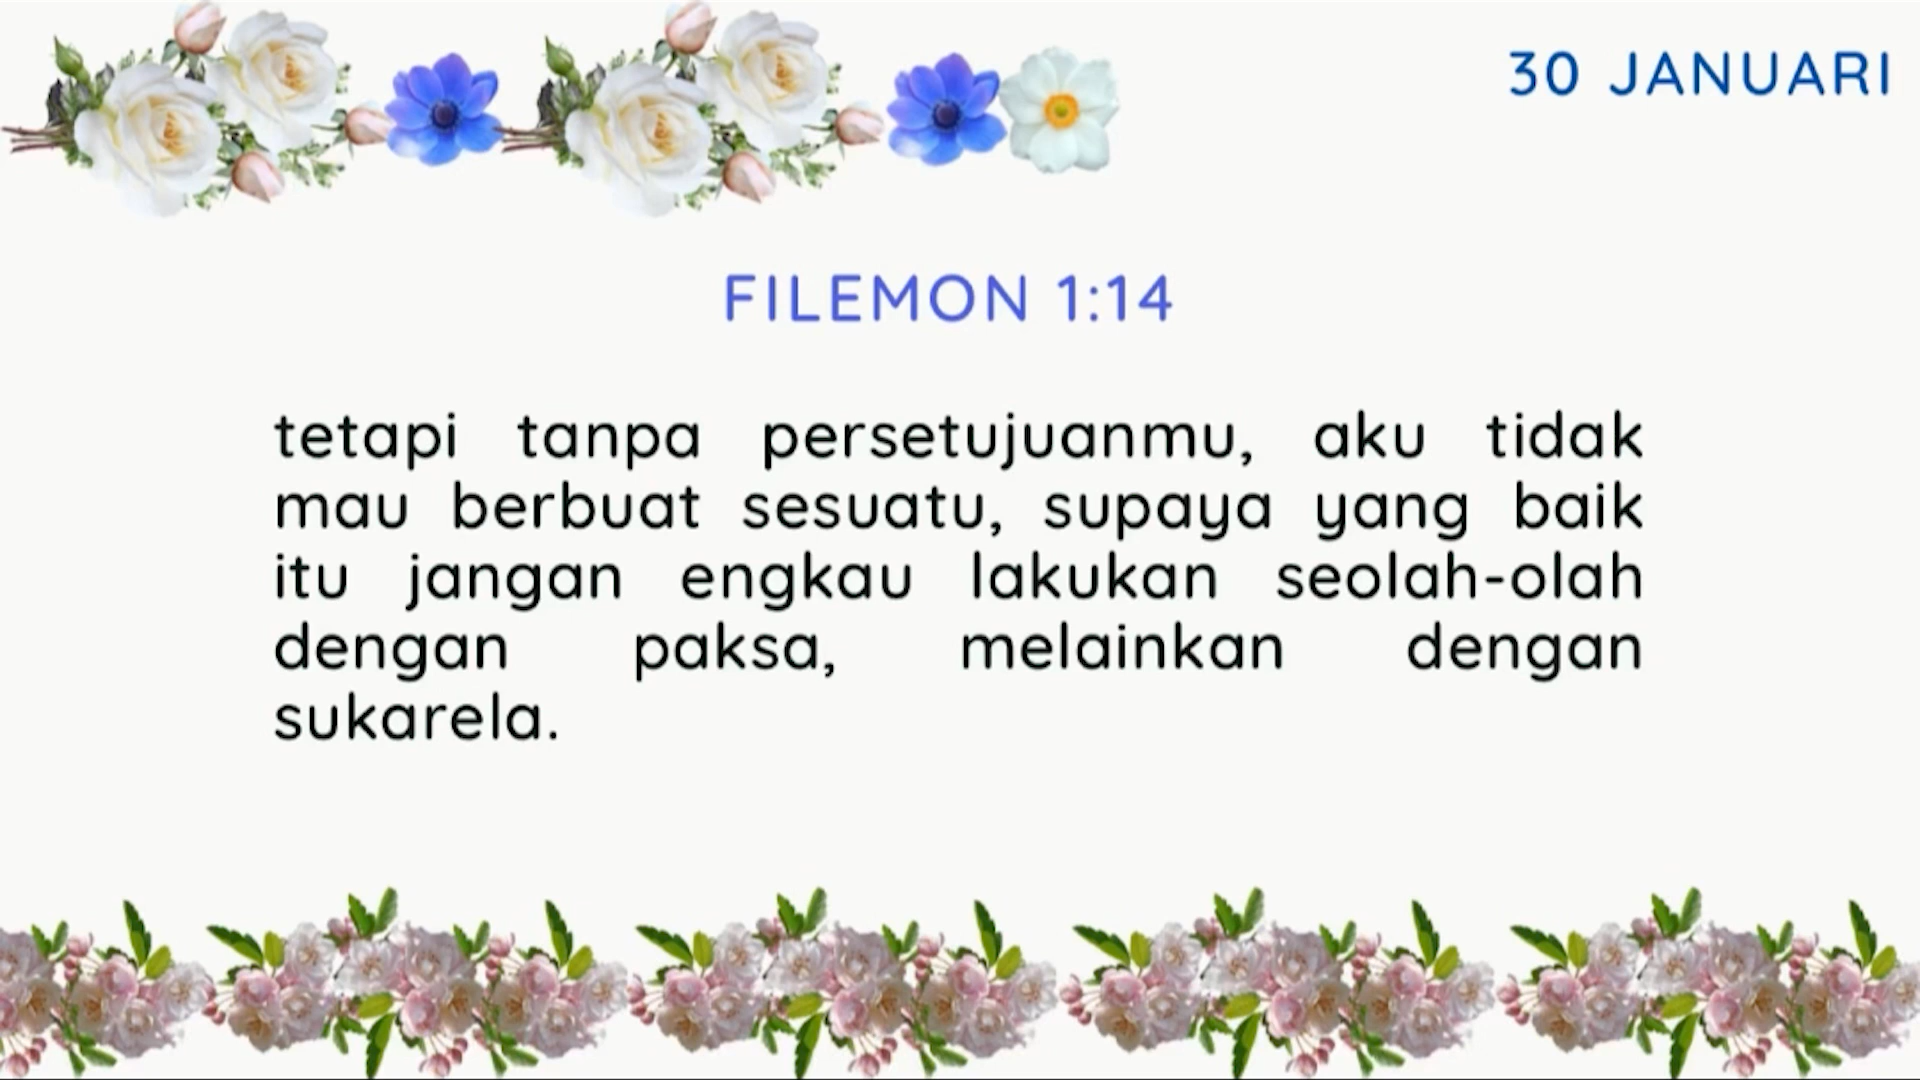 30 JANUARI
FILEMON 1:14
tetapi tanpa persetujuanmu, aku tidak
mau berbuat sesuatu, supaya yang baik
itu jangan engkau lakukan seolah-olah
dengan paksa, melainkan dengan
sukarela.